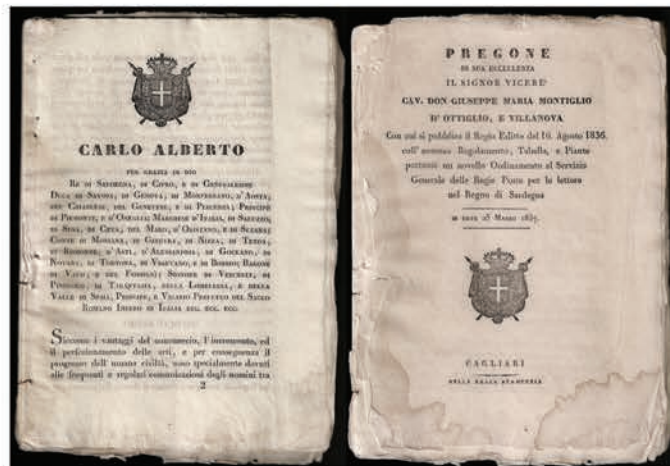 CARLO ALBERTO
PER GRAZIA DI DIO
RE DI SARDEGNA, DI CIPRO, E DI GERUSALEMME
DUCA DI SAVOIA, DI GENOVA, DI MONFERRATO, D'AOSTA,
DEL CHIABLESE, DEL GENEVESE, E DI PIACENZA; PRINCIPE
DI PIEMONTE, E D'ONEGLIA; MARCHESE D'ITALIA, DI SALUZZO,
DI SUSA, DI CEVA, DEL MARO, D'ORISTANO, E DI SEZANA;
CONTE DI MORIANA, DI GINEVRA, DI NIZZA, DI TENDA,
DI ROMONTE, D'ASTI, D'ALESSANDRIA, DI GOCEANO, DI
NOVARA, DI TORTONA, DI VIGEVANO, E DI BOBBIO; BARONE
DI VAUD, E DEL FOSSIGNÌ; SIGNORE DI VERCELLI, DI
PINEROLO, DI TARANTASIA, DELLA LOMELLINA, E DELLA
VALLE DI SESIA, PRINCIPE, E VICARIO PERPETUO DEL SACRO
ROMANO IMPERO IN ITALIA ECC. ECC. ECC.
Siccome i vantaggi del commercio, l'incremento, ed
il perfezionamento delle arti, e per conseguenza il
progresso dell'umana civiltà, sono specialmente dovuti
alle frequenti e regolari comunicazioni degli uomini tra
2
PREGONE
DI SUA ECCELLENZA
IL SIGNOR VICERE'
CAV. DON GIUSEPPE MARIA MONTIGLIO
D'OTTIGLIO, E VILLANOVA
Con cui si pubblica il Regio Editto del 16. Agosto 1836.
coll' annesso Regolamento, Tabella, e Pianta
portante un novello Ordinamento al Servizio
Generale delle Regie Poste per le lettere
nel Regno di Sardegna
IN DATA 28 MARZO 1837.
CAGLIARI
NELLA REALE STAMPERIA